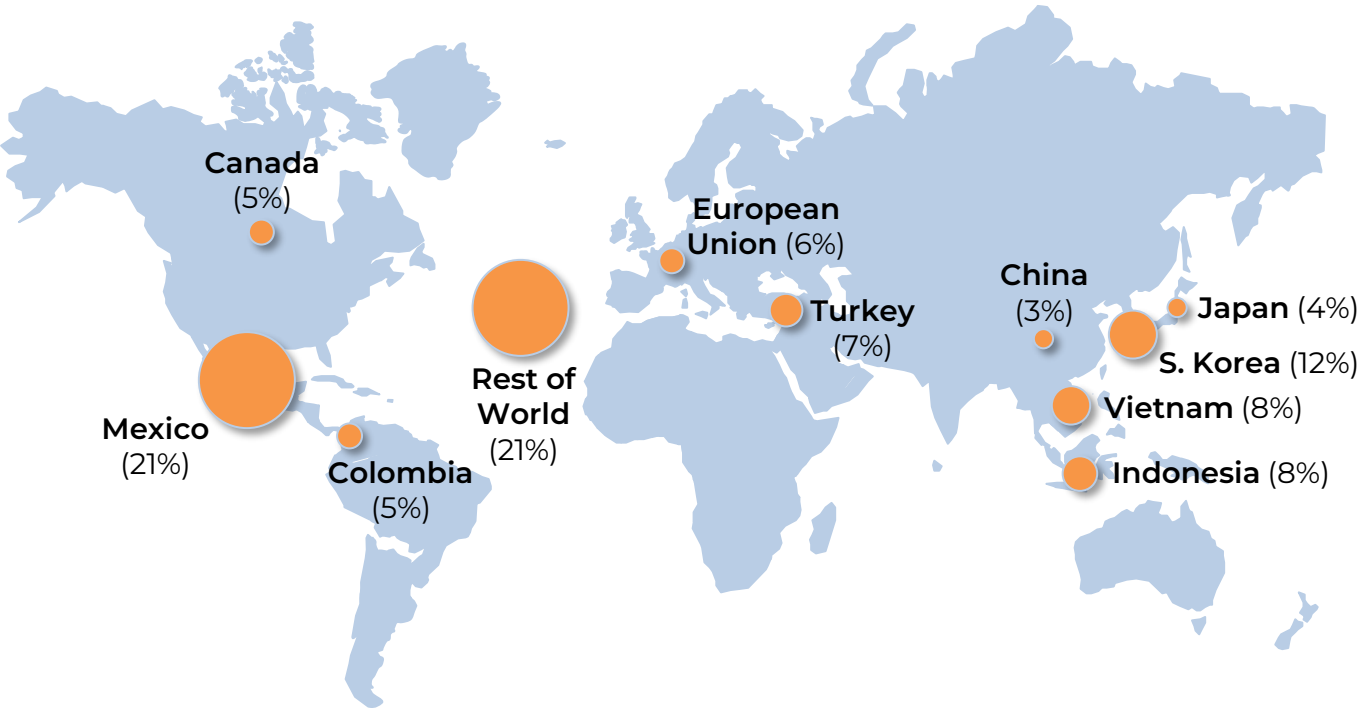 Canada
(5%)
European
Union (6%)
China
(3%)
Japan (4%)
Turkey
(7%)
S. Korea (12%)
Rest of
World
(21%)
Vietnam (8%)
Mexico
(21%)
Colombia
(5%)
Indonesia (8%)